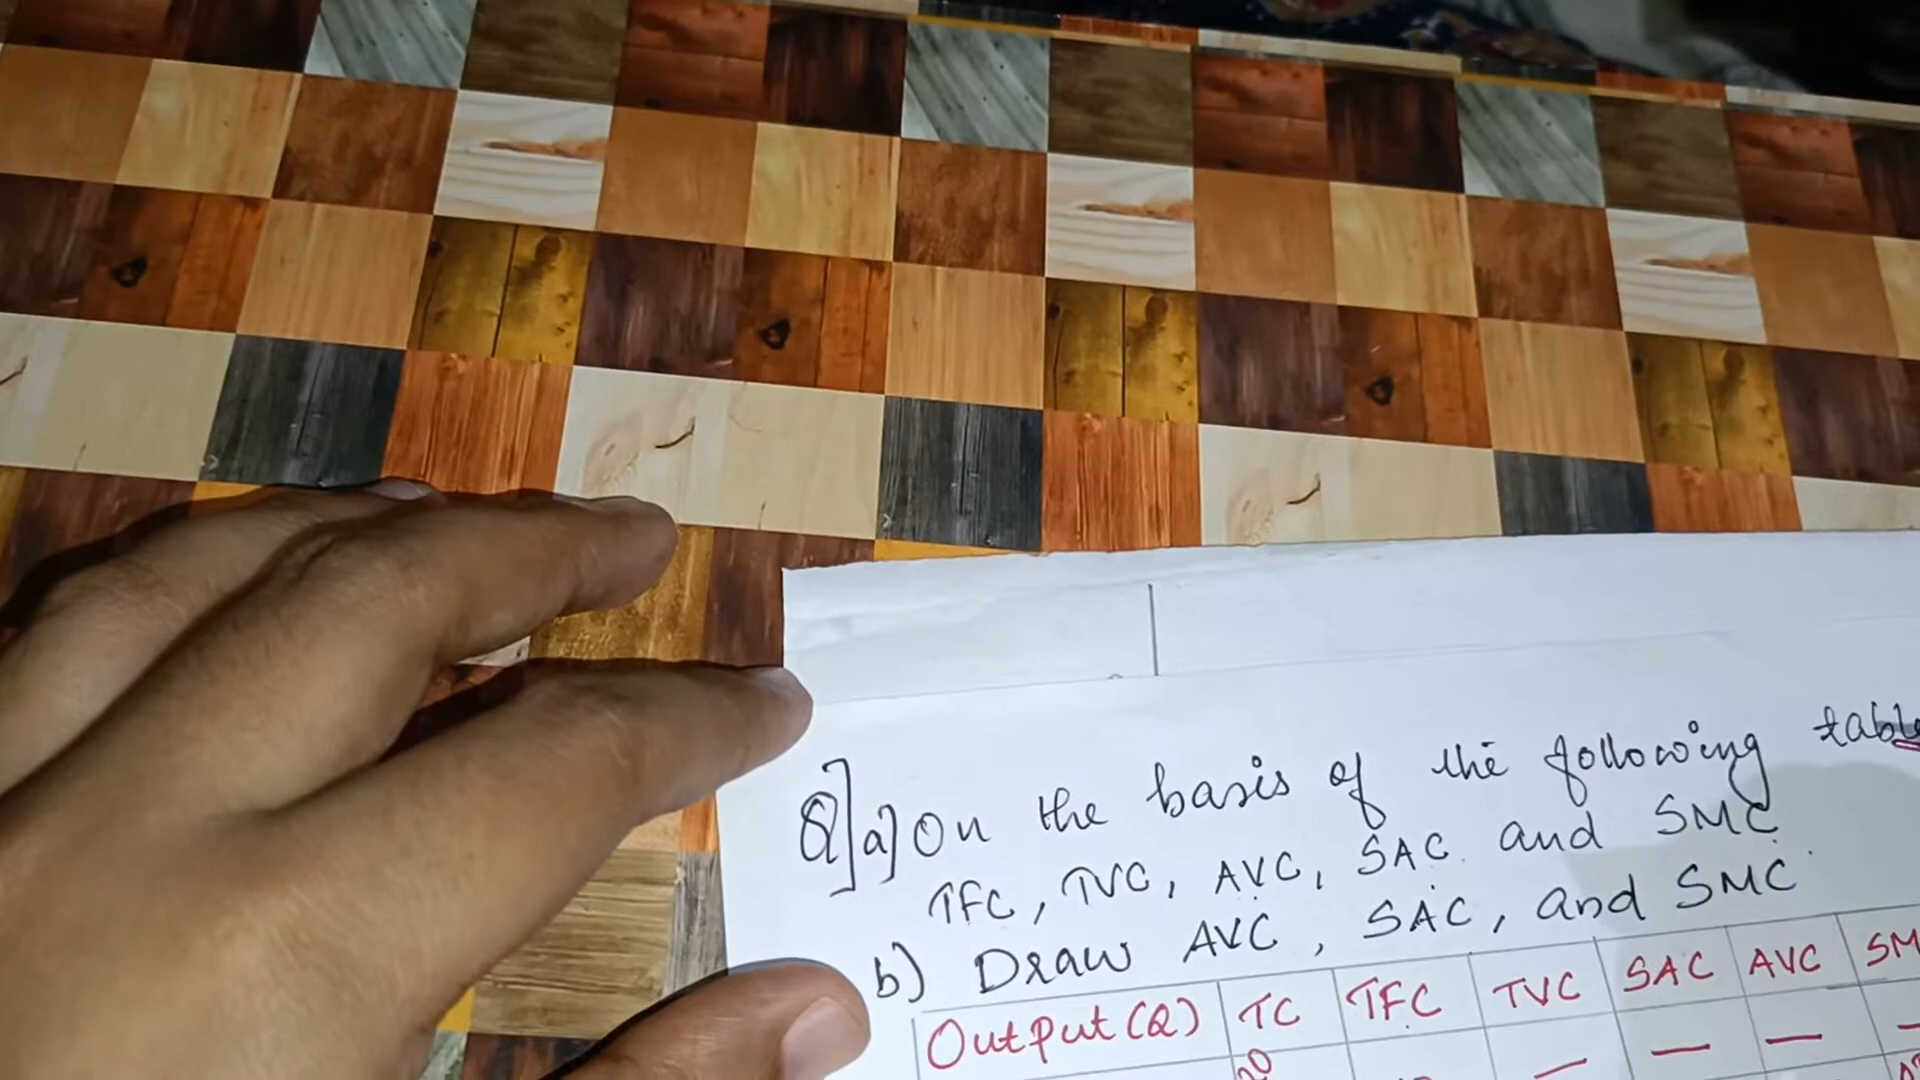 Q] a] On the basis of the following table
TFC, TVC, AVC, SAC and SMC
b) Draw AVC, SAC, and SMC
Output (Q) TC TFC TVC SAC AVC SM
— — — —